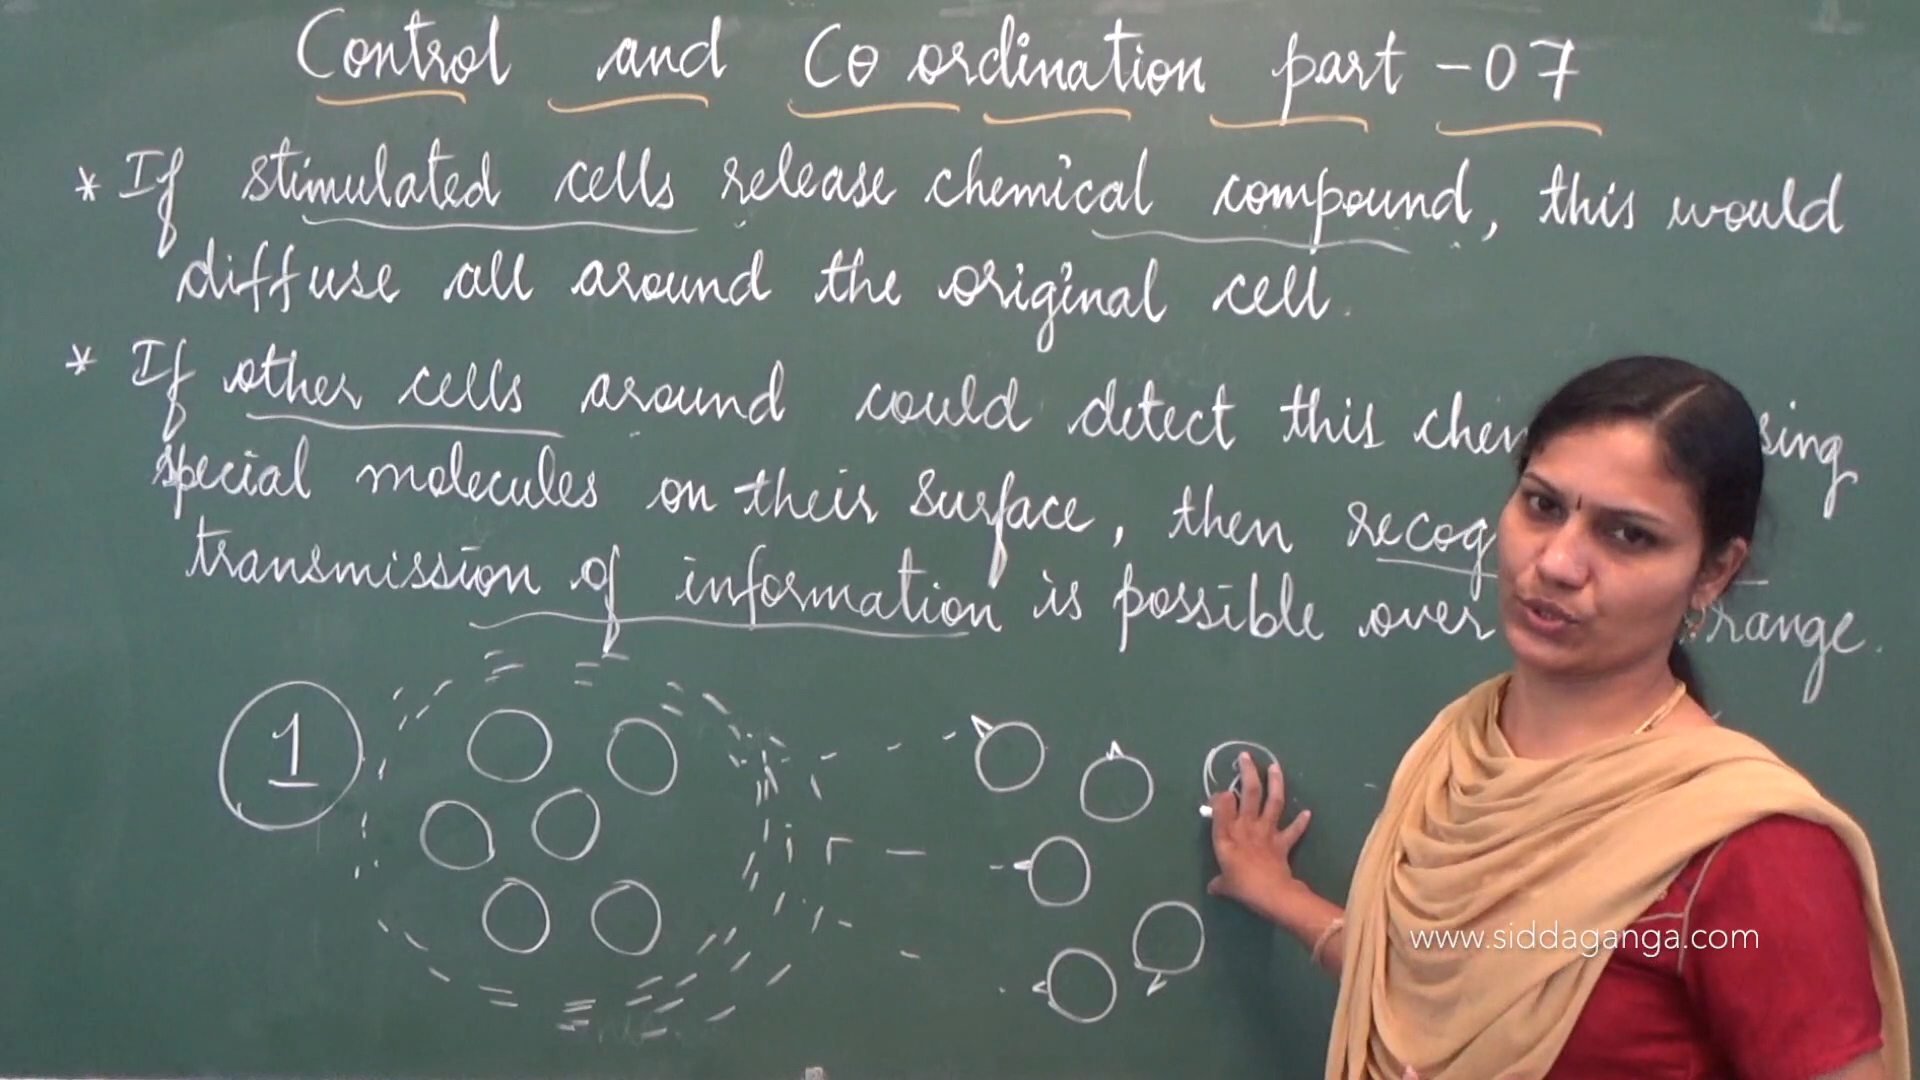 Control and Co ordination part - 07
* If stimulated cells release chemical compound, this would
diffuse all around the original cell.
* If other cells around could detect this
special molecules on their surface, then
transmission of information is possible over range.
1
www.siddaganga.com